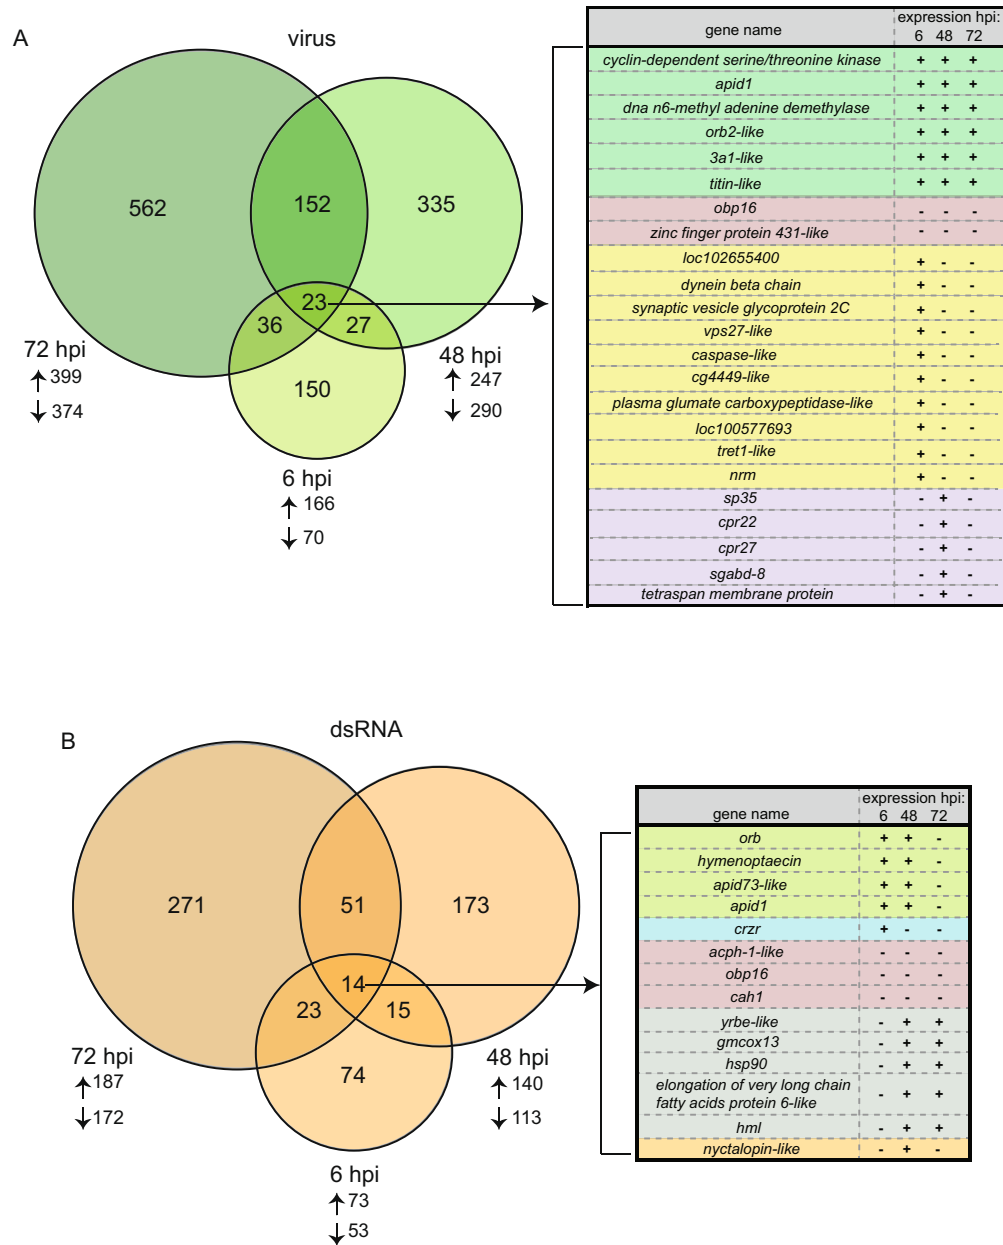 A
virus
562
152
335
23
36
27
150
72 hpi
↑ 399
↓ 374
48 hpi
↑ 247
↓ 290
6 hpi
↑ 166
↓ 70
gene name
expression hpi:
6 48 72
cyclin-dependent serine/threonine kinase + + +
apid1 + + +
dna n6-methyl adenine demethylase + + +
orb2-like + + +
3a1-like + + +
titin-like + + +
obp16 - - -
zinc finger protein 431-like - - -
loc102655400 + - -
dynein beta chain + - -
synaptic vesicle glycoprotein 2C + - -
vps27-like + - -
caspase-like + - -
cg4449-like + - -
plasma glumate carboxypeptidase-like + - -
loc100577693 + - -
tret1-like + - -
nrm + - -
sp35 - + -
cpr22 - + -
cpr27 - + -
sgabd-8 - + -
tetraspan membrane protein - + -
B
dsRNA
271
51
173
14
23
15
74
72 hpi
↑ 187
↓ 172
48 hpi
↑ 140
↓ 113
6 hpi
↑ 73
↓ 53
gene name
expression hpi:
6 48 72
orb + + -
hymenoptaecin + + -
apid73-like + + -
apid1 + + -
crzr + - -
acph-1-like - - -
obp16 - - -
cah1 - - -
yrbe-like - + +
gmcox13 - + +
hsp90 - + +
elongation of very long chain
fatty acids protein 6-like - + +
hml - + +
nyctalopin-like - + -